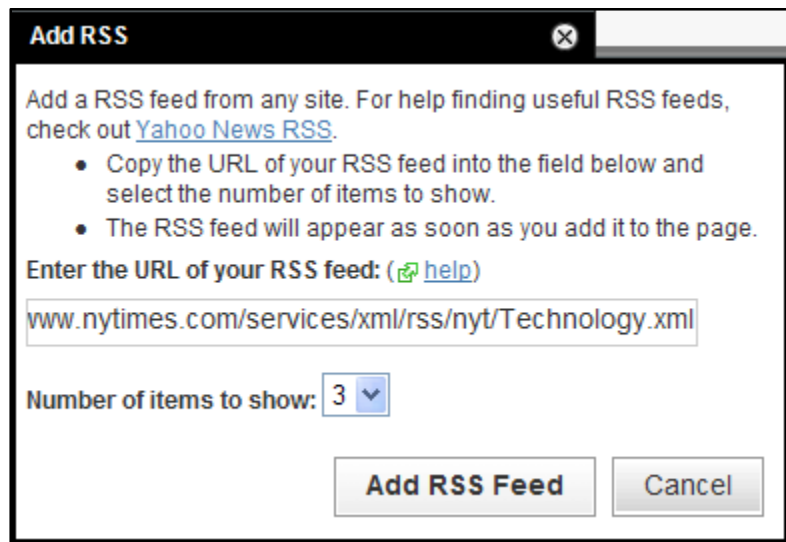 Add RSS
Add a RSS feed from any site. For help finding useful RSS feeds,
check out Yahoo News RSS.
• Copy the URL of your RSS feed into the field below and
select the number of items to show.
• The RSS feed will appear as soon as you add it to the page.
Enter the URL of your RSS feed: (help)
www.nytimes.com/services/xml/rss/nyt/Technology.xml
Number of items to show: 3
Add RSS Feed Cancel